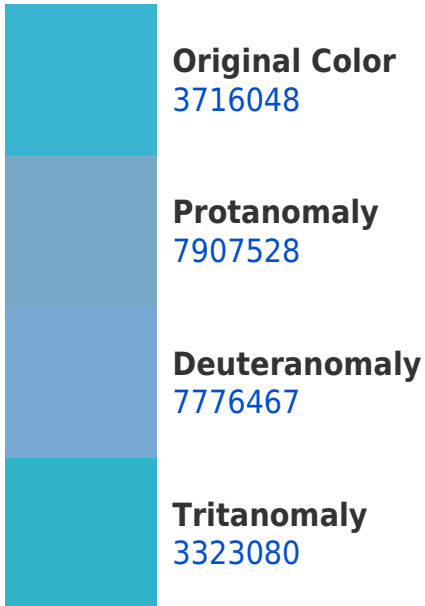 Original Color
3716048
Protanomaly
7907528
Deuteranomaly
7776467
Tritanomaly
3323080